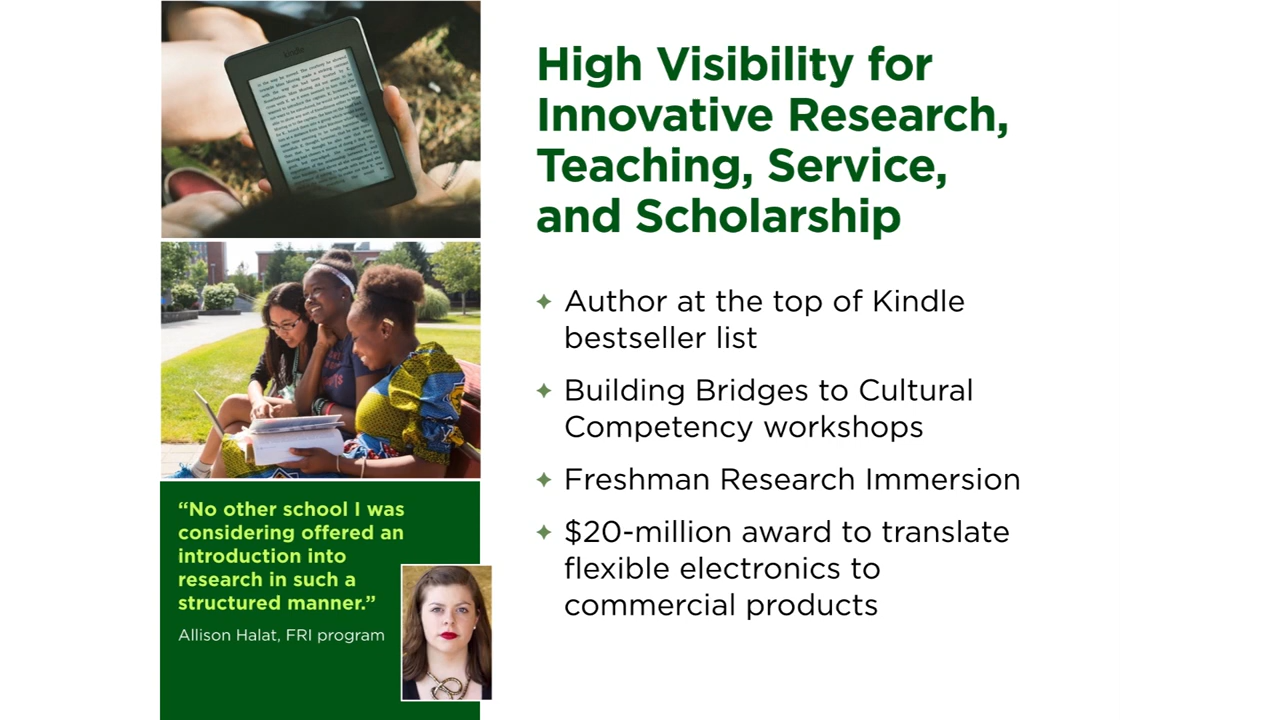 High Visibility for
Innovative Research,
Teaching, Service,
and Scholarship
Author at the top of Kindle
bestseller list
Building Bridges to Cultural
Competency workshops
Freshman Research Immersion
$20-million award to translate
flexible electronics to
commercial products
kindle
“No other school I was
considering offered an
introduction into
research in such a
structured manner.”
Allison Halat, FRI program